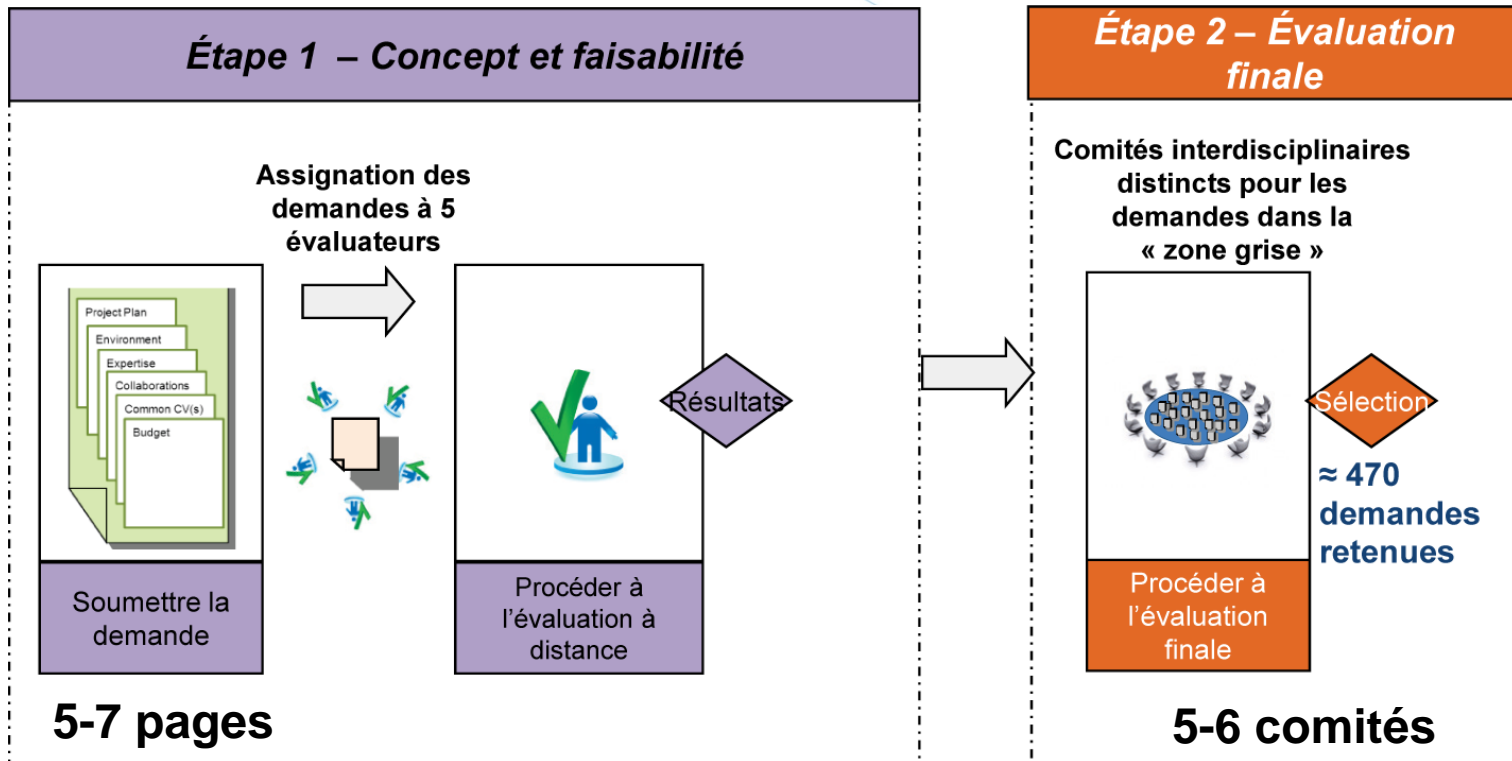 Étape 1 – Concept et faisabilité
Assignation des
demandes à 5
évaluateurs
Project Plan
Environment
Expertise
Collaborations
Common CV(s)
Budget
Résultats
Soumettre la
demande
Procéder à
l’évaluation à
distance
5-7 pages
Étape 2 – Évaluation
finale
Comités interdisciplinaires
distincts pour les
demandes dans la
« zone grise »
Sélection
≈ 470
demandes
retenues
Procéder à
l’évaluation
finale
5-6 comités